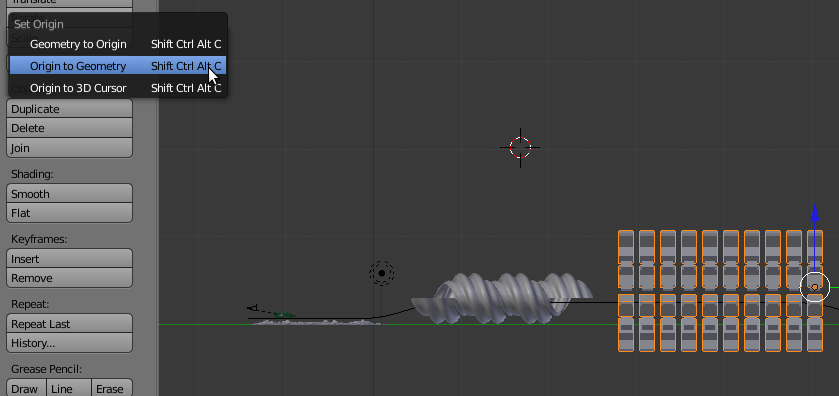 Translate
Set Origin
Geometry to Origin Shift Ctrl Alt C
Origin to Geometry Shift Ctrl Alt C
Origin to 3D Cursor Shift Ctrl Alt C
Duplicate
Delete
Join
Shading:
Smooth
Flat
Keyframes:
Insert
Remove
Repeat:
Repeat Last
History...
Grease Pencil:
Draw Line Erase